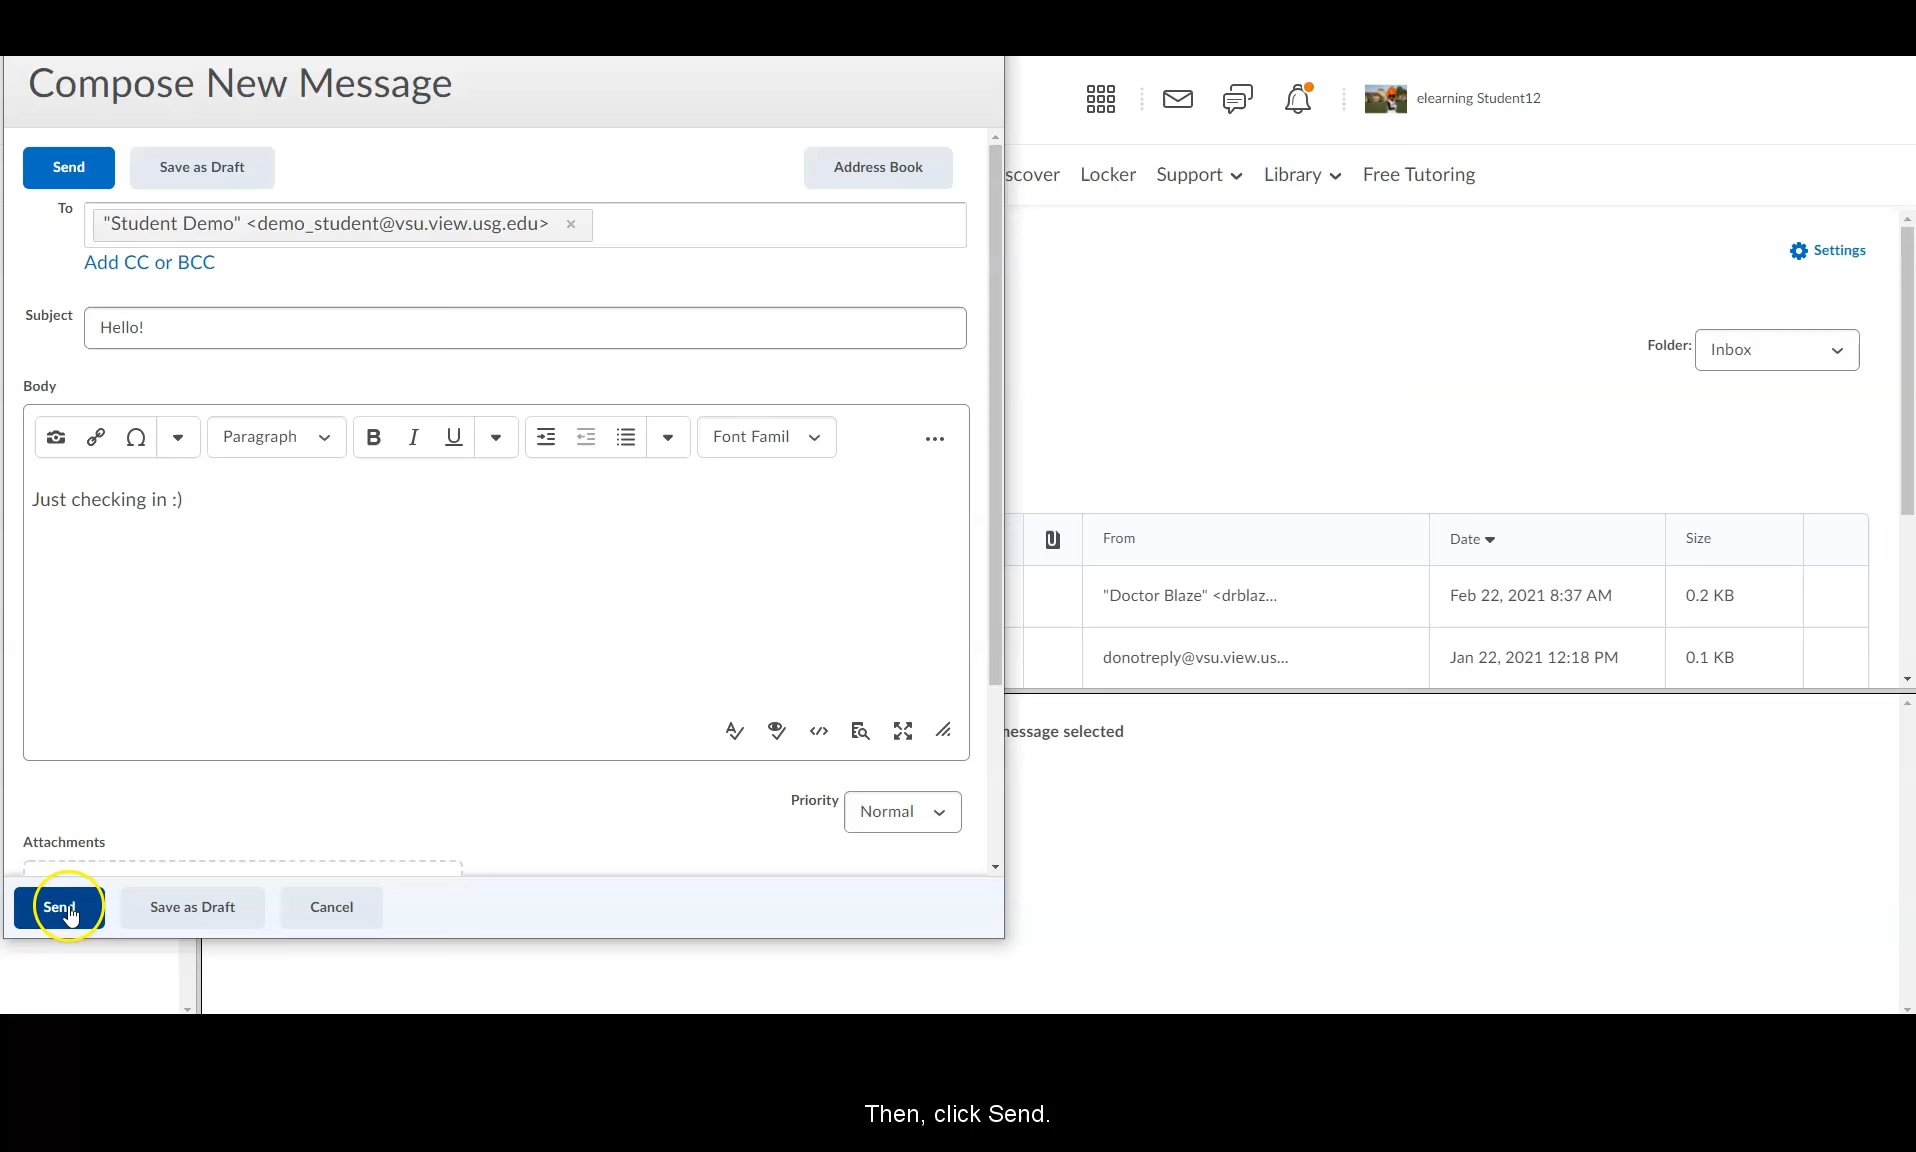 Compose New Message
elearning Student12
Send
Save as Draft
Address Book
scover
Locker
Support
Library
Free Tutoring
To
"Student Demo" <demo_student@vsu.view.usg.edu> ×
Add CC or BCC
Settings
Subject
Hello!
Folder:
Inbox
Body
Paragraph
B
I
U
Font Famil
Just checking in :)
From
Date
Size
"Doctor Blaze" <drblaz...
Feb 22, 2021 8:37 AM
0.2 KB
donotreply@vsu.view.us...
Jan 22, 2021 12:18 PM
0.1 KB
nessage selected
Priority
Normal
Attachments
Send
Save as Draft
Cancel
Then, click Send.